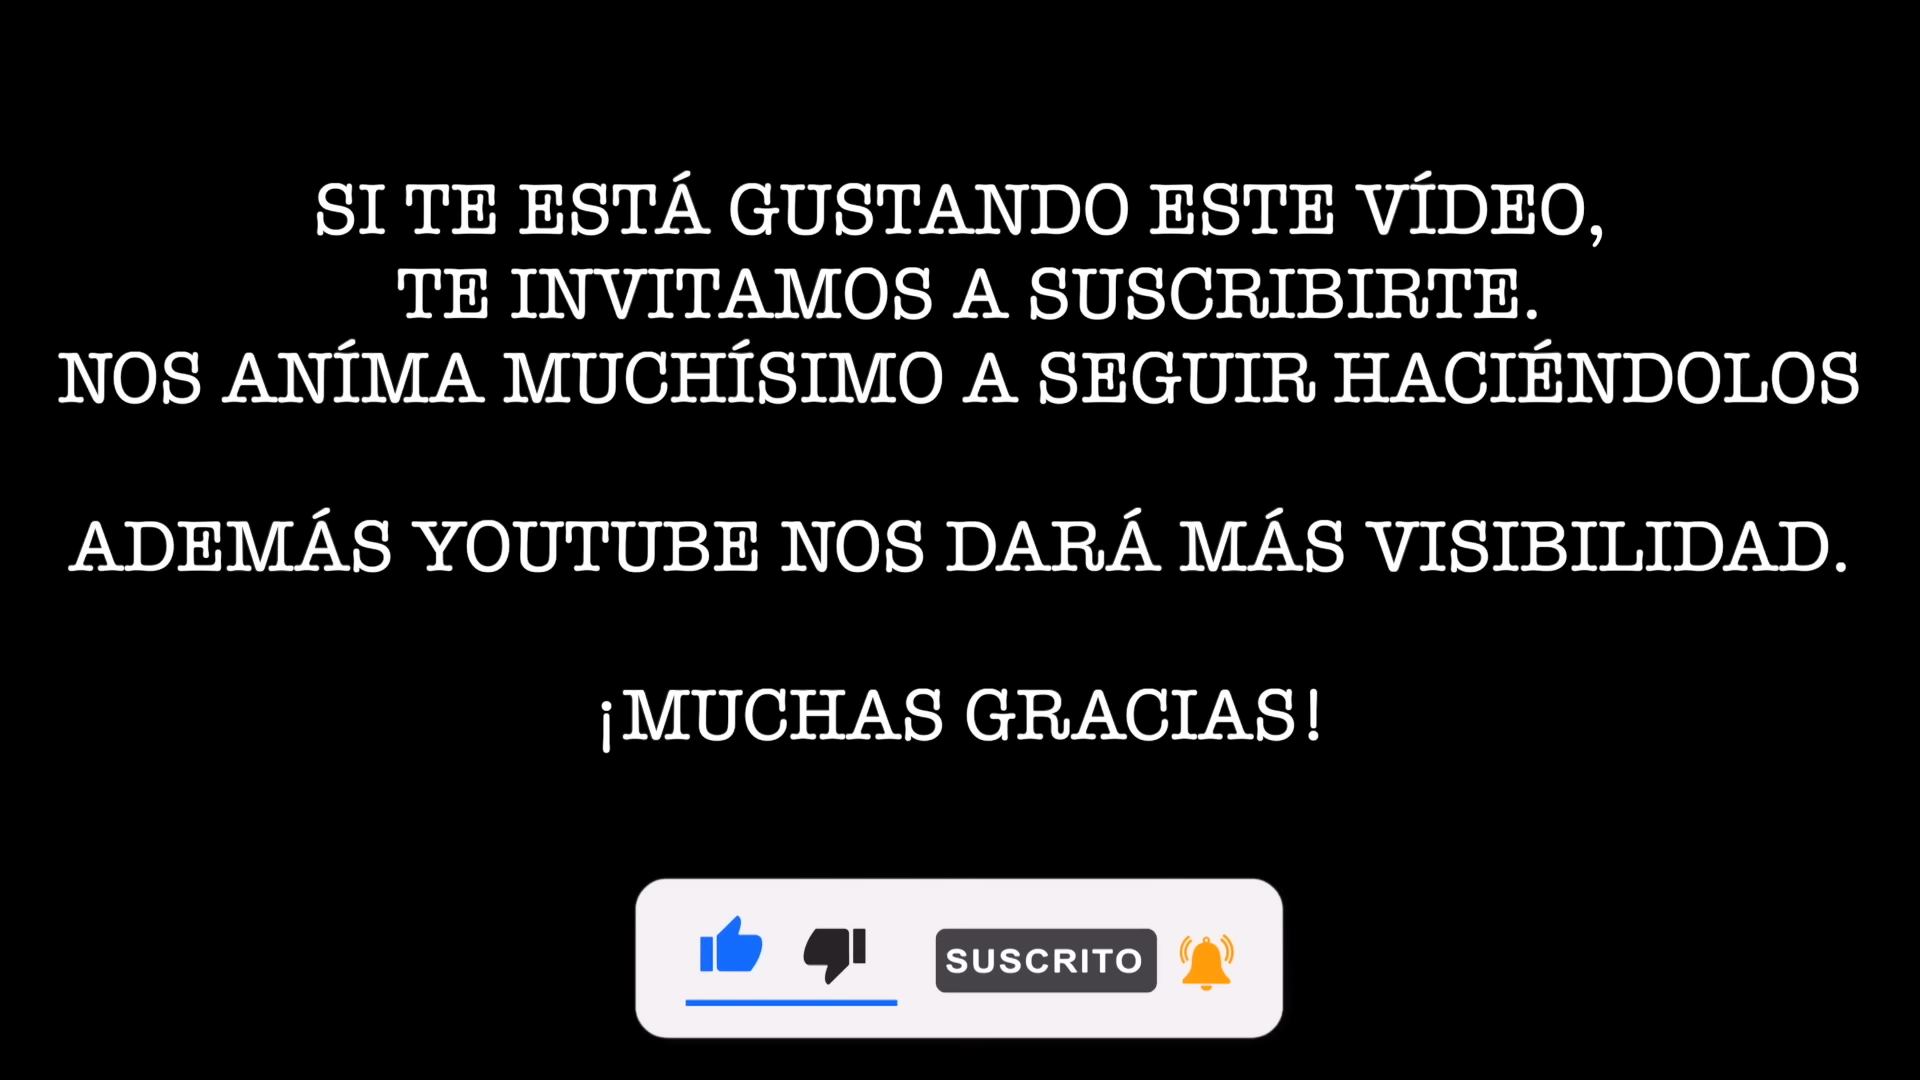 SI TE ESTÁ GUSTANDO ESTE VÍDEO,
TE INVITAMOS A SUSCRIBIRTE.
NOS ANÍMA MUCHÍSIMO A SEGUIR HACIÉNDOLOS
ADEMÁS YOUTUBE NOS DARÁ MÁS VISIBILIDAD.
¡MUCHAS GRACIAS!
SUSCRITO